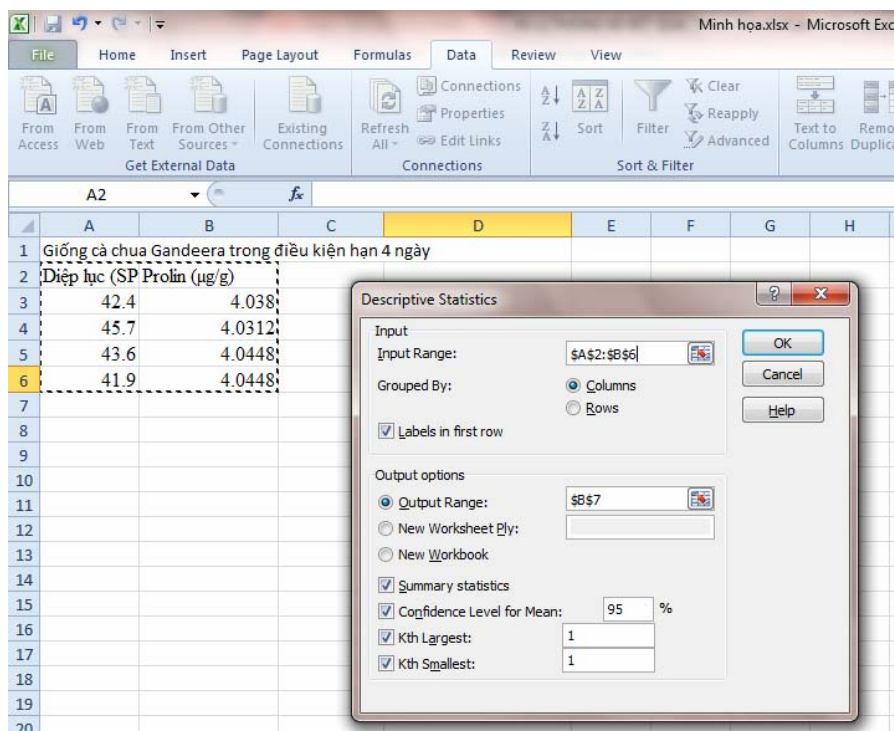 Minh họa.xlsx - Microsoft Exc
File Home Insert Page Layout Formulas Data Review View
From Access
From Web
From Text
From Other Sources
Existing Connections
Get External Data
Refresh All
Connections
Properties
Edit Links
Connections
Sort
Filter
Clear
Reapply
Advanced
Sort & Filter
Text to Columns
Remo
Duplica
A2 fx
A B C D E F G H
1 Giống cà chua Gandeera trong điều kiện hạn 4 ngày
2 Diệp lục (SP Prolin (µg/g)
3 42.4 4.038
4 45.7 4.0312
5 43.6 4.0448
6 41.9 4.0448
7
8
9
10
11
12
13
14
15
16
17
18
19
20
Descriptive Statistics
Input
Input Range: $A$2:$B$6
Grouped By: Columns
Rows
Labels in first row
Output options
Output Range: $B$7
New Worksheet Ply:
New Workbook
Summary statistics
Confidence Level for Mean: 95 %
Kth Largest: 1
Kth Smallest: 1
OK
Cancel
Help